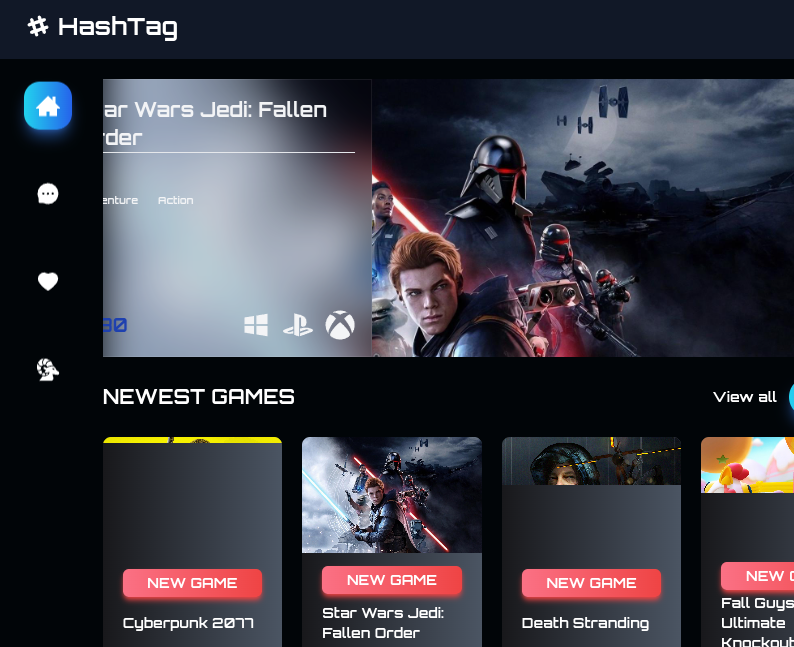 HashTag
ar Wars Jedi: Fallen
rder
enture Action
NEWEST GAMES
View all
NEW GAME
NEW GAME
NEW GAME
NEW G
Cyberpunk 2077
Star Wars Jedi:
Fallen Order
Death Stranding
Fall Guys
Ultimate
Knockout